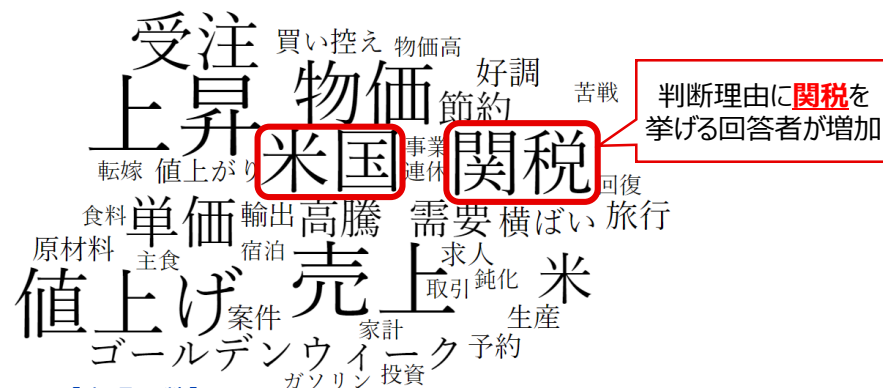 受注
買い控え
物価高
上昇
物価
好調
節約
苦戦
判断理由に関税を
挙げる回答者が増加
転嫁
値上がり
米国
事業
連休
関税
回復
食料
単価
輸出
高騰
需要
横ばい
旅行
原材料
主食
宿泊
売上
求人
取引
鈍化
米
値上げ
案件
家計
生産
ゴールデンウィーク
予約
ガソリン
投資